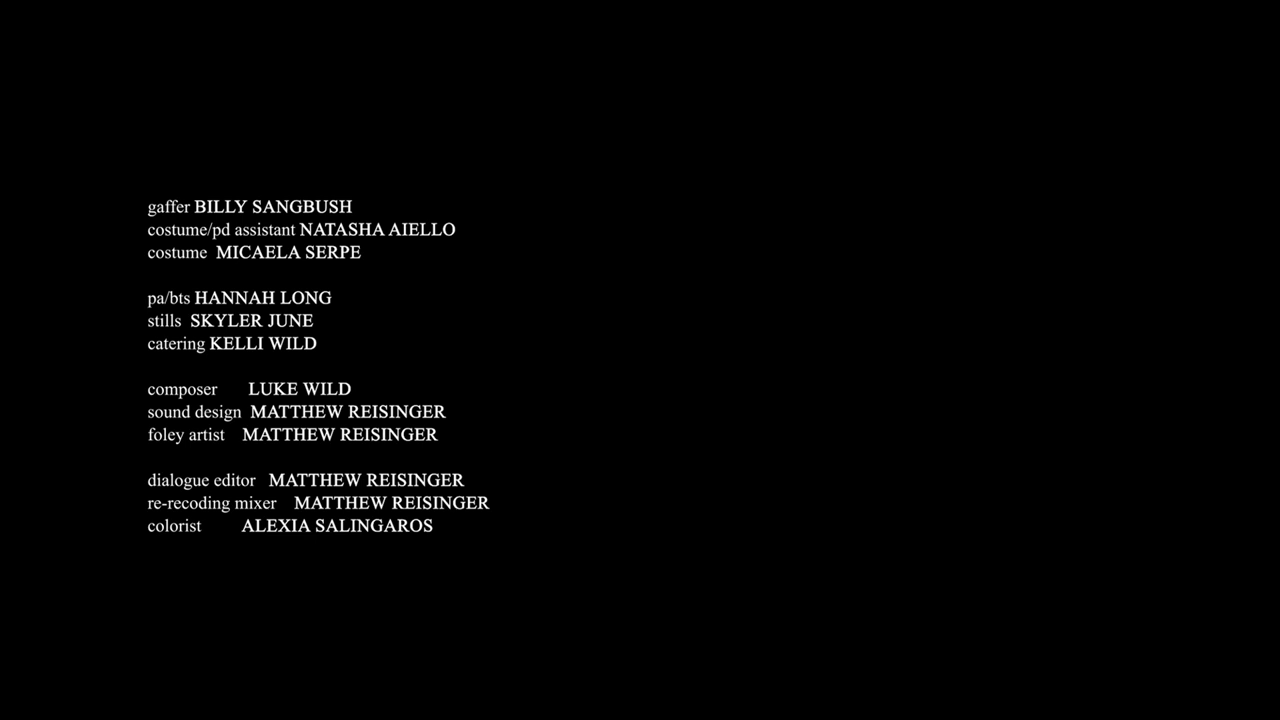 gaffer BILLY SANGBUSH
costume/pd assistant NATASHA AIELLO
costume MICAELA SERPE
pa/bts HANNAH LONG
stills SKYLER JUNE
catering KELLI WILD
composer LUKE WILD
sound design MATTHEW REISINGER
foley artist MATTHEW REISINGER
dialogue editor MATTHEW REISINGER
re-recoding mixer MATTHEW REISINGER
colorist ALEXIA SALINGAROS